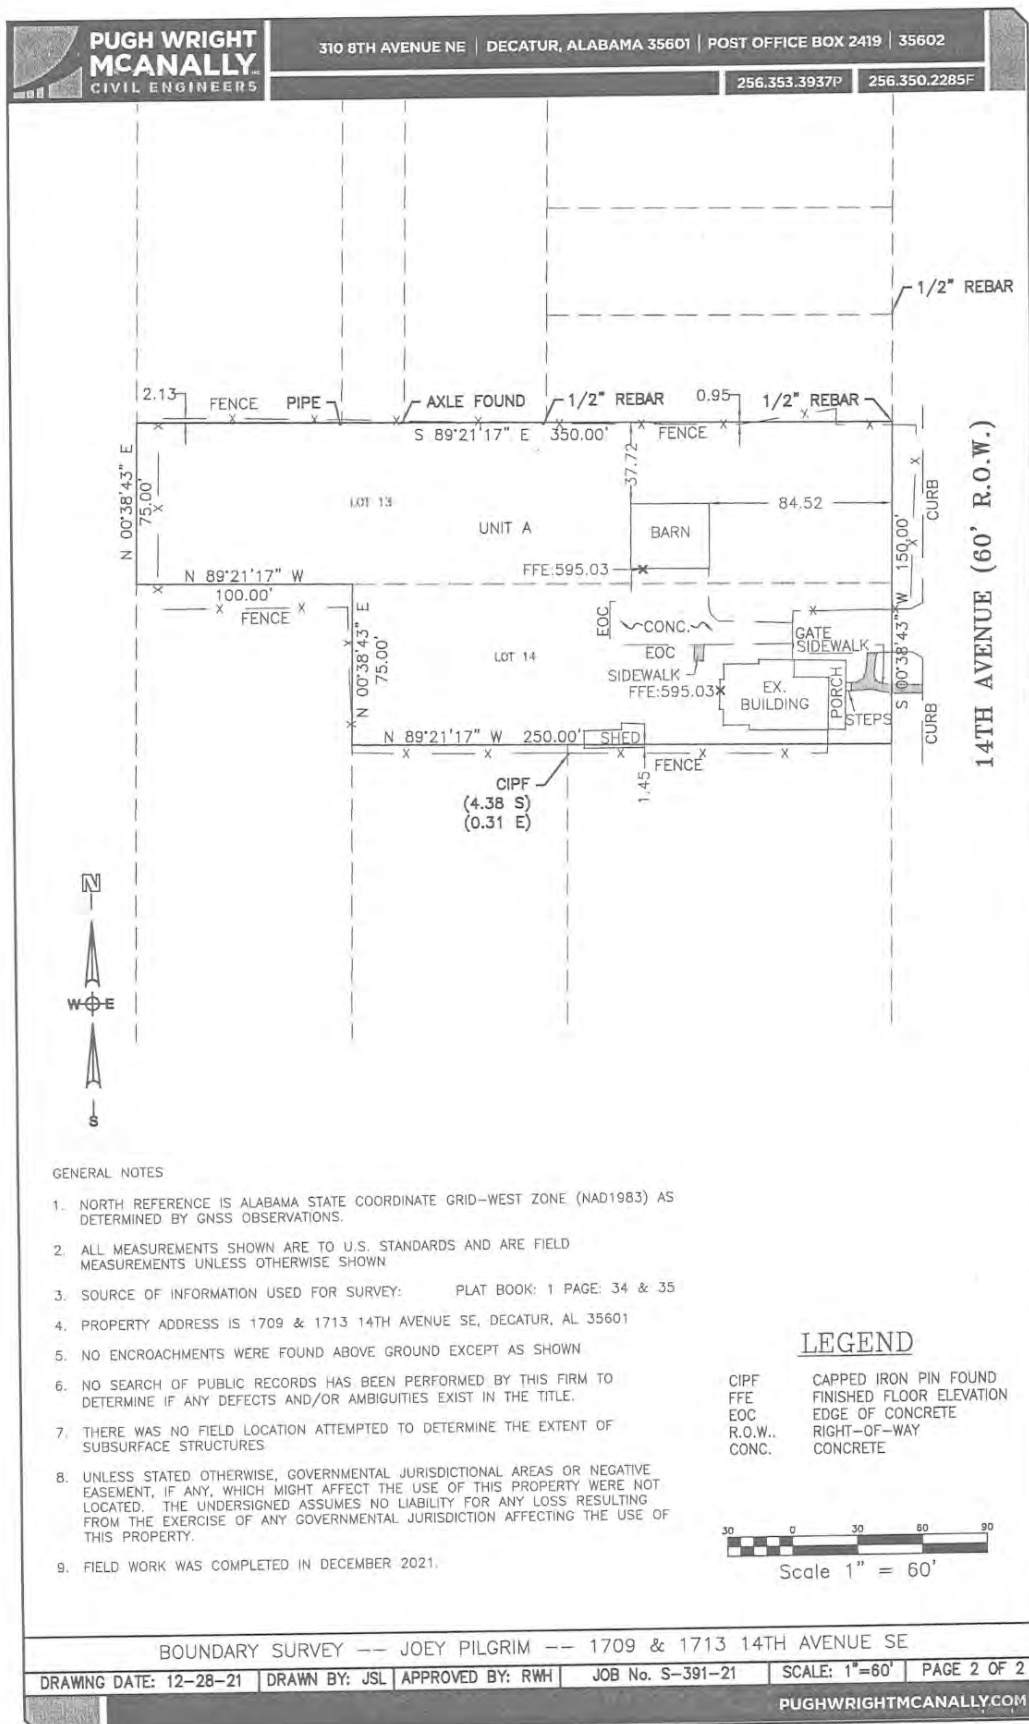 PUGH WRIGHT
MCANALLY
CIVIL ENGINEERS
310 8TH AVENUE NE | DECATUR, ALABAMA 35601 | POST OFFICE BOX 2419 | 35602
256.353.3937P
256.350.2285F
1/2" REBAR
2.13
FENCE
PIPE
AXLE FOUND
1/2" REBAR
0.95
1/2" REBAR
S 89°21'17" E 350.00'
FENCE
N 00°38'43" E
75.00'
37.72
84.52
LOT 13
UNIT A
BARN
FFE:595.03
CURB
14TH AVENUE (60' R.O.W.)
S 00°38'43" W 150.00'
N 89°21'17" W
100.00'
FENCE
N 00°38'43" E
75.00'
EOC
CONC.
EOC
GATE
SIDEWALK
LOT 14
SIDEWALK
FFE:595.03
EX.
BUILDING
PORCH
STEPS
CURB
N 89°21'17" W 250.00'
SHED
FENCE
1.45
CIPF
(4.38 S)
(0.31 E)
N
W E
S
GENERAL NOTES
1. NORTH REFERENCE IS ALABAMA STATE COORDINATE GRID-WEST ZONE (NAD1983) AS
DETERMINED BY GNSS OBSERVATIONS.
2. ALL MEASUREMENTS SHOWN ARE TO U.S. STANDARDS AND ARE FIELD
MEASUREMENTS UNLESS OTHERWISE SHOWN
3. SOURCE OF INFORMATION USED FOR SURVEY: PLAT BOOK: 1 PAGE: 34 & 35
4. PROPERTY ADDRESS IS 1709 & 1713 14TH AVENUE SE, DECATUR, AL 35601
5. NO ENCROACHMENTS WERE FOUND ABOVE GROUND EXCEPT AS SHOWN
6. NO SEARCH OF PUBLIC RECORDS HAS BEEN PERFORMED BY THIS FIRM TO
DETERMINE IF ANY DEFECTS AND/OR AMBIGUITIES EXIST IN THE TITLE.
7. THERE WAS NO FIELD LOCATION ATTEMPTED TO DETERMINE THE EXTENT OF
SUBSURFACE STRUCTURES
8. UNLESS STATED OTHERWISE, GOVERNMENTAL JURISDICTIONAL AREAS OR NEGATIVE
EASEMENT, IF ANY, WHICH MIGHT AFFECT THE USE OF THIS PROPERTY WERE NOT
LOCATED. THE UNDERSIGNED ASSUMES NO LIABILITY FOR ANY LOSS RESULTING
FROM THE EXERCISE OF ANY GOVERNMENTAL JURISDICTION AFFECTING THE USE OF
THIS PROPERTY.
9. FIELD WORK WAS COMPLETED IN DECEMBER 2021.
LEGEND
CIPF CAPPED IRON PIN FOUND
FFE FINISHED FLOOR ELEVATION
EOC EDGE OF CONCRETE
R.O.W.. RIGHT-OF-WAY
CONC. CONCRETE
30 0 30 60 90
Scale 1" = 60'
BOUNDARY SURVEY -- JOEY PILGRIM -- 1709 & 1713 14TH AVENUE SE
DRAWING DATE: 12-28-21 | DRAWN BY: JSL | APPROVED BY: RWH | JOB No. S-391-21 | SCALE: 1"=60' | PAGE 2 OF 2
PUGHWRIGHTMCANALLY.COM